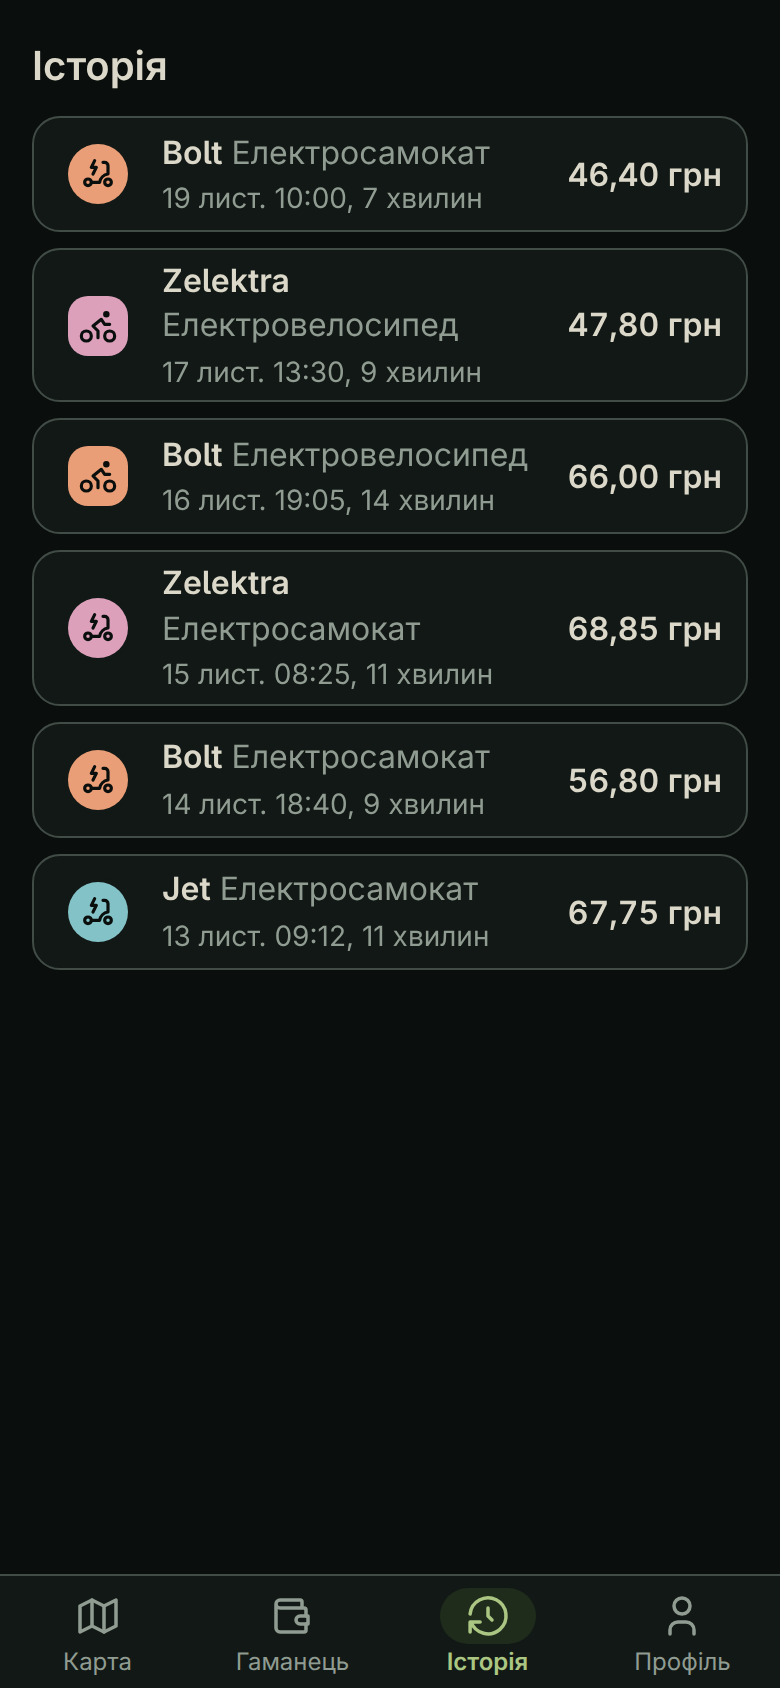 Історія
Bolt Електросамокат
19 лист. 10:00, 7 хвилин
46,40 грн
Zelektra
Електровелосипед
17 лист. 13:30, 9 хвилин
47,80 грн
Bolt Електровелосипед
16 лист. 19:05, 14 хвилин
66,00 грн
Zelektra
Електросамокат
15 лист. 08:25, 11 хвилин
68,85 грн
Bolt Електросамокат
14 лист. 18:40, 9 хвилин
56,80 грн
Jet Електросамокат
13 лист. 09:12, 11 хвилин
67,75 грн
Карта
Гаманець
Історія
Профіль